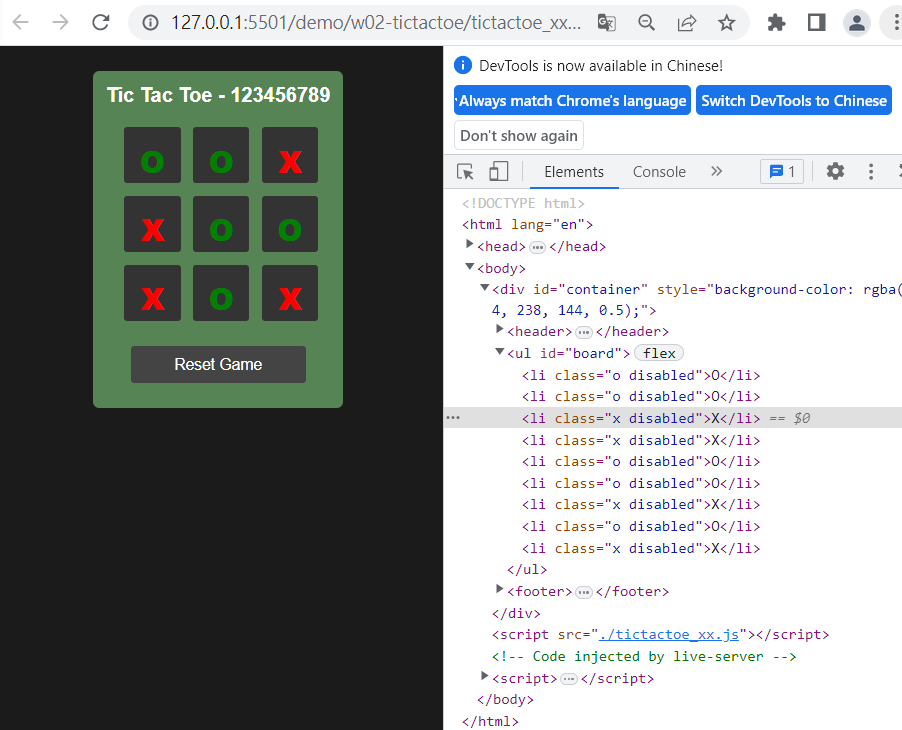 127.0.0.1:5501/demo/w02-tictactoe/tictactoe_xx...
DevTools is now available in Chinese!
Always match Chrome's language
Switch DevTools to Chinese
Don't show again
Elements
Console
1
Tic Tac Toe - 123456789
O O X
X O O
X O X
Reset Game
<!DOCTYPE html>
<html lang="en">
<head> ... </head>
<body>
<div id="container" style="background-color: rgba(
4, 238, 144, 0.5);">
<header> ... </header>
<ul id="board"> flex
<li class="o disabled">O</li>
<li class="o disabled">O</li>
... <li class="x disabled">X</li> == $0
<li class="x disabled">X</li>
<li class="o disabled">O</li>
<li class="o disabled">O</li>
<li class="x disabled">X</li>
<li class="o disabled">O</li>
<li class="x disabled">X</li>
</ul>
<footer> ... </footer>
</div>
<script src="./tictactoe_xx.js"></script>
<!-- Code injected by live-server -->
<script> ... </script>
</body>
</html>